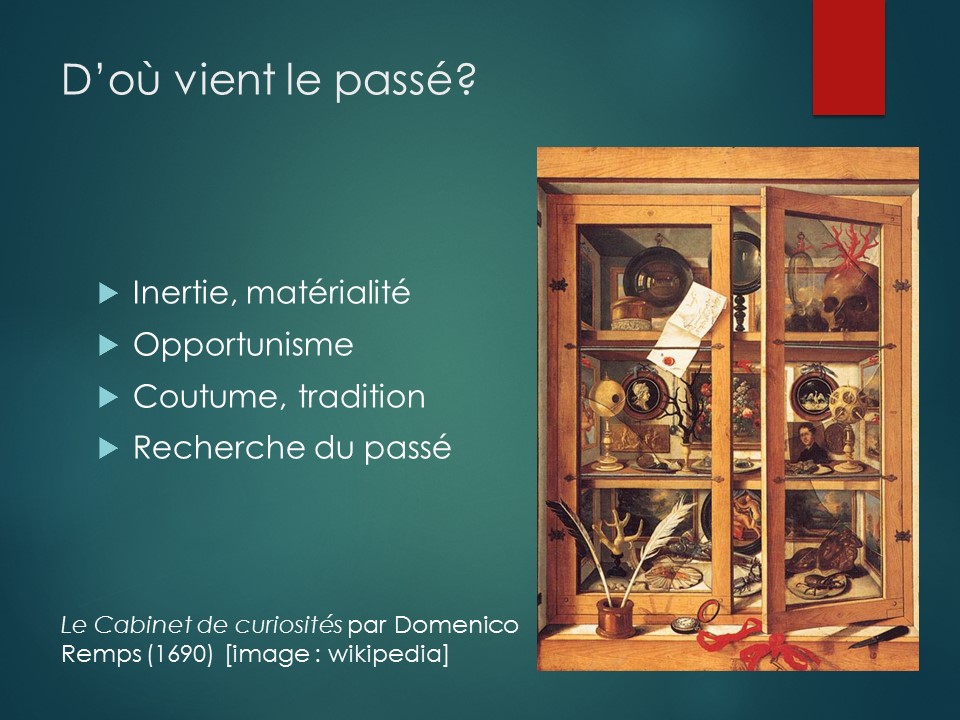 D’où vient le passé?
Inertie, matérialité
Opportunisme
Coutume, tradition
Recherche du passé
Le Cabinet de curiosités par Domenico
Remps (1690) [image : wikipedia]